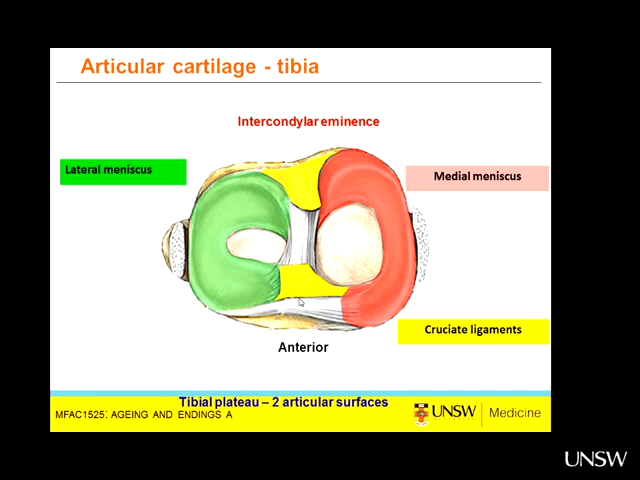 Articular cartilage - tibia
Intercondylar eminence
Lateral meniscus
Medial meniscus
Cruciate ligaments
Anterior
Tibial plateau – 2 articular surfaces
MFAC1525: AGEING AND ENDINGS A
UNSW Medicine
UNSW